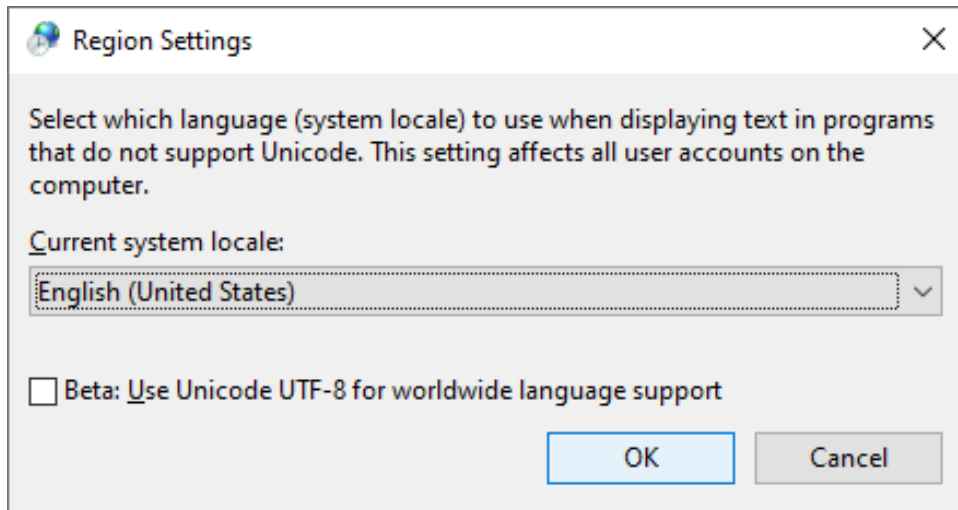 Region Settings
Select which language (system locale) to use when displaying text in programs
that do not support Unicode. This setting affects all user accounts on the
computer.
Current system locale:
English (United States)
Beta: Use Unicode UTF-8 for worldwide language support
OK Cancel